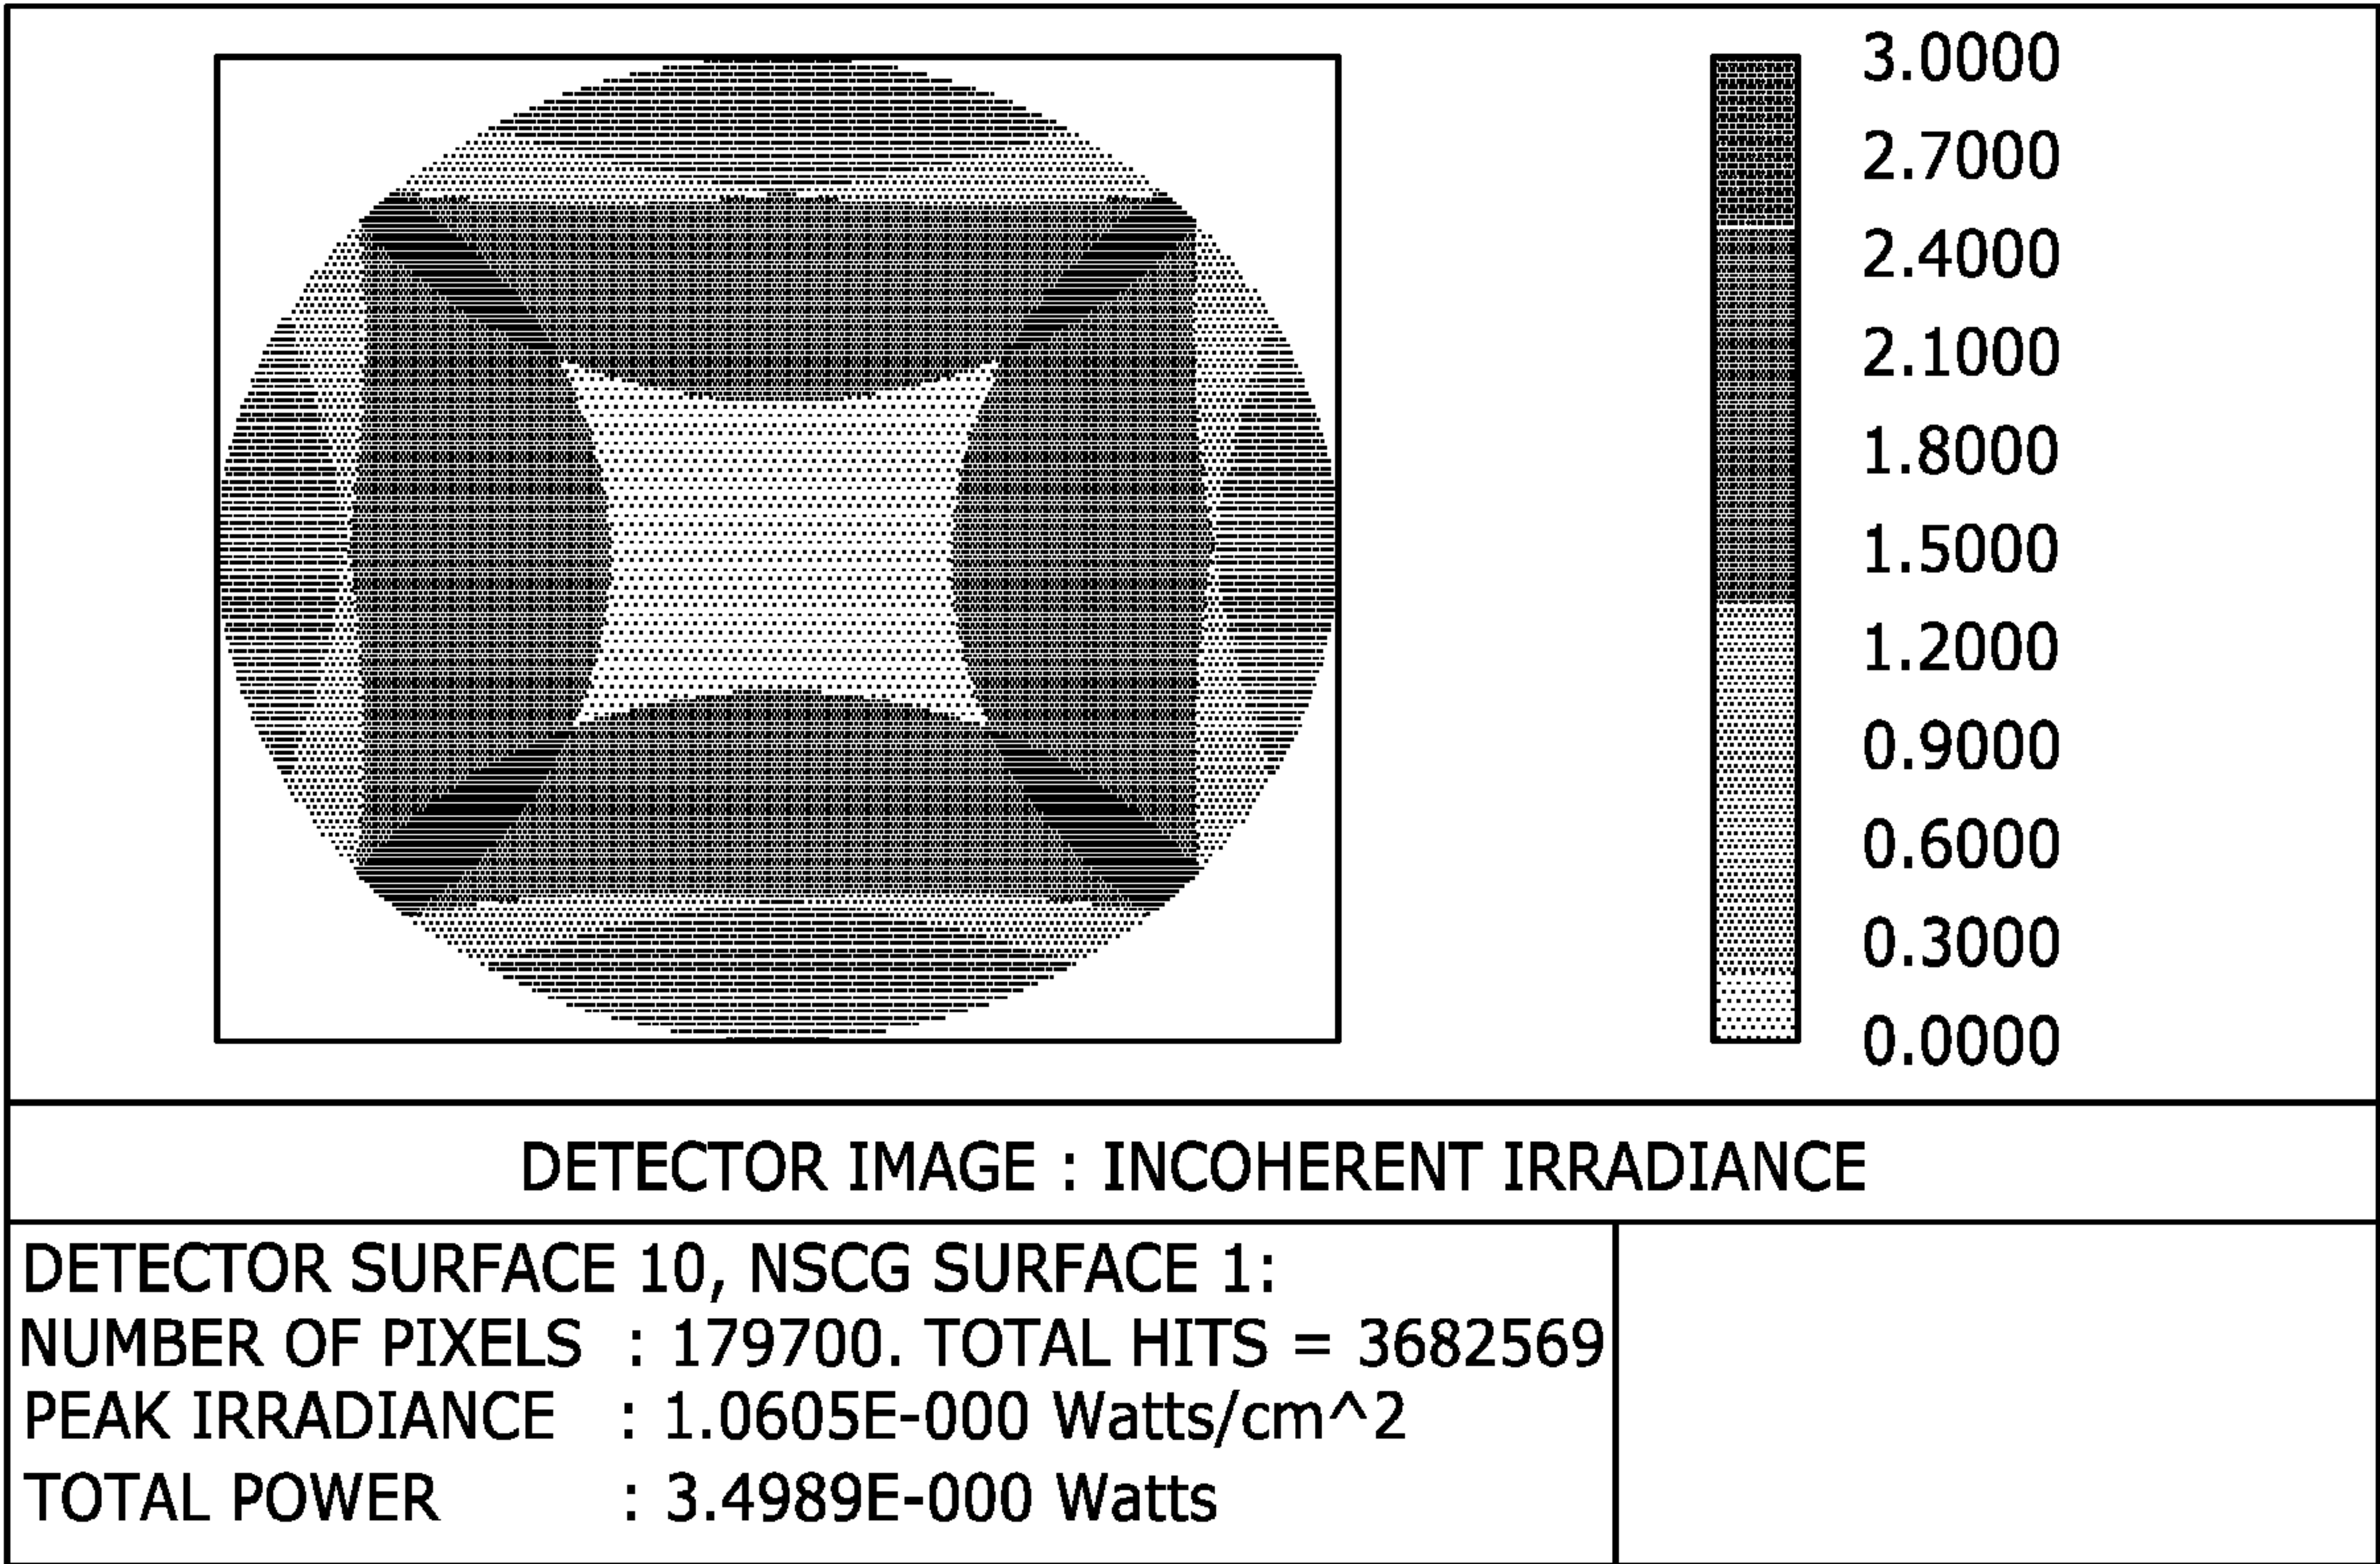 3.0000
2.7000
2.4000
2.1000
1.8000
1.5000
1.2000
0.9000
0.6000
0.3000
0.0000
DETECTOR IMAGE : INCOHERENT IRRADIANCE
DETECTOR SURFACE 10, NSCG SURFACE 1:
NUMBER OF PIXELS : 179700. TOTAL HITS = 3682569
PEAK IRRADIANCE : 1.0605E-000 Watts/cm^2
TOTAL POWER : 3.4989E-000 Watts